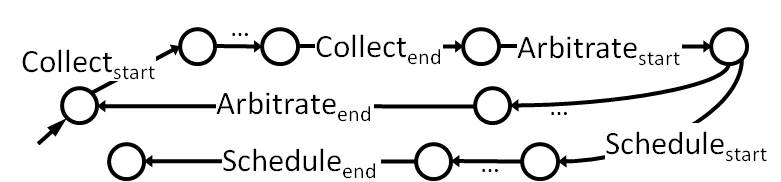 ...
Collect_end
Arbitrate_start
Collect_start
Arbitrate_end
...
Schedule_start
Schedule_end
...